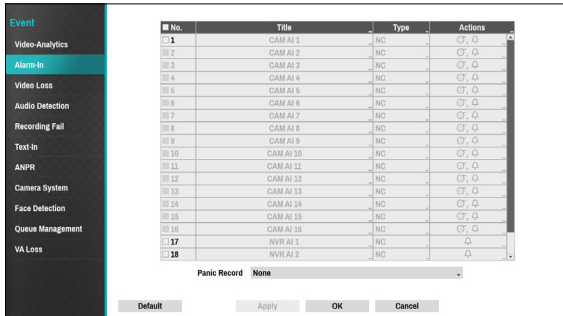 Event
Video-Analytics
Alarm-In
Video Loss
Audio Detection
Recording Fail
Text-In
ANPR
Camera System
Face Detection
Queue Management
VA Loss
No. Title Type Actions
1 CAM AI 1 NC
2 CAM AI 2 NC
3 CAM AI 3 NC
4 CAM AI 4 NC
5 CAM AI 5 NC
6 CAM AI 6 NC
7 CAM AI 7 NC
8 CAM AI 8 NC
9 CAM AI 9 NC
10 CAM AI 10 NC
11 CAM AI 11 NC
12 CAM AI 12 NC
13 CAM AI 13 NC
14 CAM AI 14 NC
15 CAM AI 15 NC
16 CAM AI 16 NC
17 NVR AI 1 NC
18 NVR AI 2 NC
Panic Record None
Default Apply OK Cancel